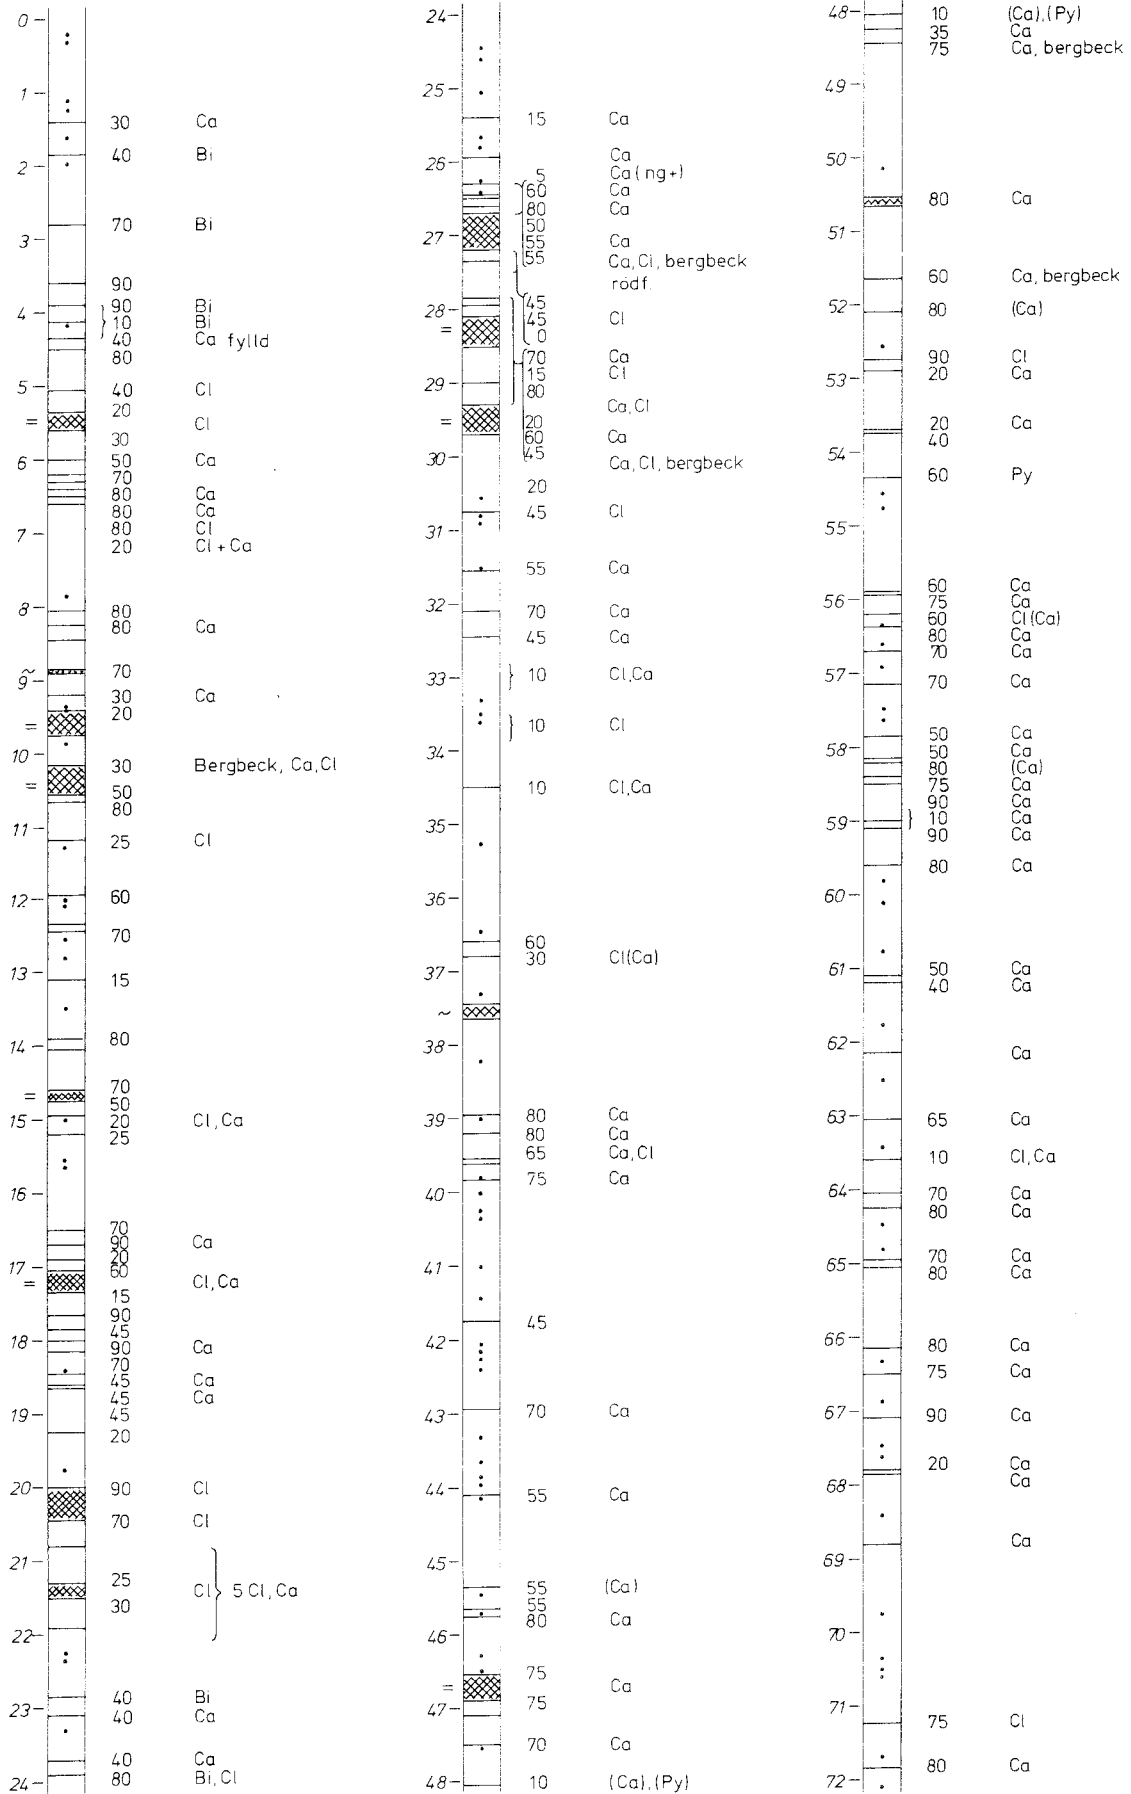 0
1
30 Ca
40 Bi
2
70 Bi
3
90
4
90 Bi
10 Bi
40 Ca fylld
80
5
40 Cl
20
= Cl
30
6
50 Ca
70
80 Ca
80 Ca
7
80 Cl
20 Cl + Ca
8
80
80 Ca
~
70
9
30 Ca
20
=
10
30 Bergbeck, Ca, Cl
=
50
80
11
25 Cl
12
60
70
13
15
80
14
70
=
50
15
20 Cl, Ca
25
16
70
90 Ca
20
17
60
= Cl, Ca
15
90
45
18
90 Ca
70
45 Ca
45 Ca
19
45
20
20
90 Cl
70 Cl
21
25
Cl } 5 Cl, Ca
30
22
40 Bi
23
40 Ca
40 Ca
24
80 Bi, Cl
24
25
15 Ca
26
Ca
5 Ca (ng+)
60 Ca
80 Ca
50
27
55 Ca
55 Ca, Cl, bergbeck
rödf.
28
45
45 Cl
=
0
70 Ca
15 Cl
29
80
Ca, Cl
=
20
60 Ca
30
45 Ca, Cl, bergbeck
20
45 Cl
31
55 Ca
32
70 Ca
45 Ca
33
} 10 Cl, Ca
} 10 Cl
34
10 Cl, Ca
35
36
60
30 Cl(Ca)
37
~
38
39
80 Ca
80 Ca
65 Ca, Cl
75 Ca
40
41
45
42
43
70 Ca
44
55 Ca
45
55 (Ca)
55
80 Ca
46
75
= Ca
75
47
70 Ca
48
10 (Ca), (Py)
48
10 (Ca), (Py)
35 Ca
75 Ca, bergbeck
49
50
80 Ca
51
60 Ca, bergbeck
52
80 (Ca)
90 Cl
53
20 Ca
20 Ca
40
54
60 Py
55
60 Ca
56
75 Ca
60 Cl(Ca)
80 Ca
70 Ca
57
70 Ca
50 Ca
58
50 Ca
80 (Ca)
75 Ca
90 Ca
59
} 10 Ca
90 Ca
80 Ca
60
61
50 Ca
40 Ca
62
Ca
63
65 Ca
10 Cl, Ca
64
70 Ca
80 Ca
65
70 Ca
80 Ca
66
80 Ca
75 Ca
67
90 Ca
20 Ca
68
Ca
Ca
69
70
71
75 Cl
80 Ca
72